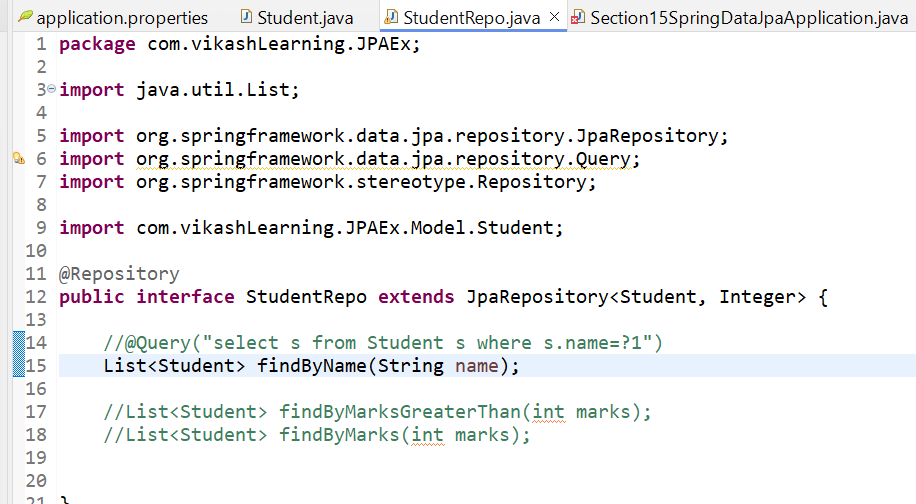 application.properties Student.java StudentRepo.java Section15SpringDataJpaApplication.java
1 package com.vikashLearning.JPAEx;
2
3 import java.util.List;
4
5 import org.springframework.data.jpa.repository.JpaRepository;
6 import org.springframework.data.jpa.repository.Query;
7 import org.springframework.stereotype.Repository;
8
9 import com.vikashLearning.JPAEx.Model.Student;
10
11 @Repository
12 public interface StudentRepo extends JpaRepository<Student, Integer> {
13
14 //@Query("select s from Student s where s.name=?1")
15 List<Student> findByName(String name);
16
17 //List<Student> findByMarksGreaterThan(int marks);
18 //List<Student> findByMarks(int marks);
19
20
21 }